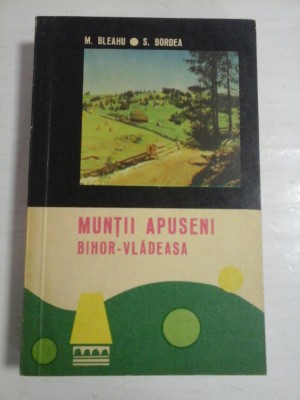 M. BLEAHU ● S. BORDEA
MUNȚII APUSENI
BIHOR-VLĂDEASA